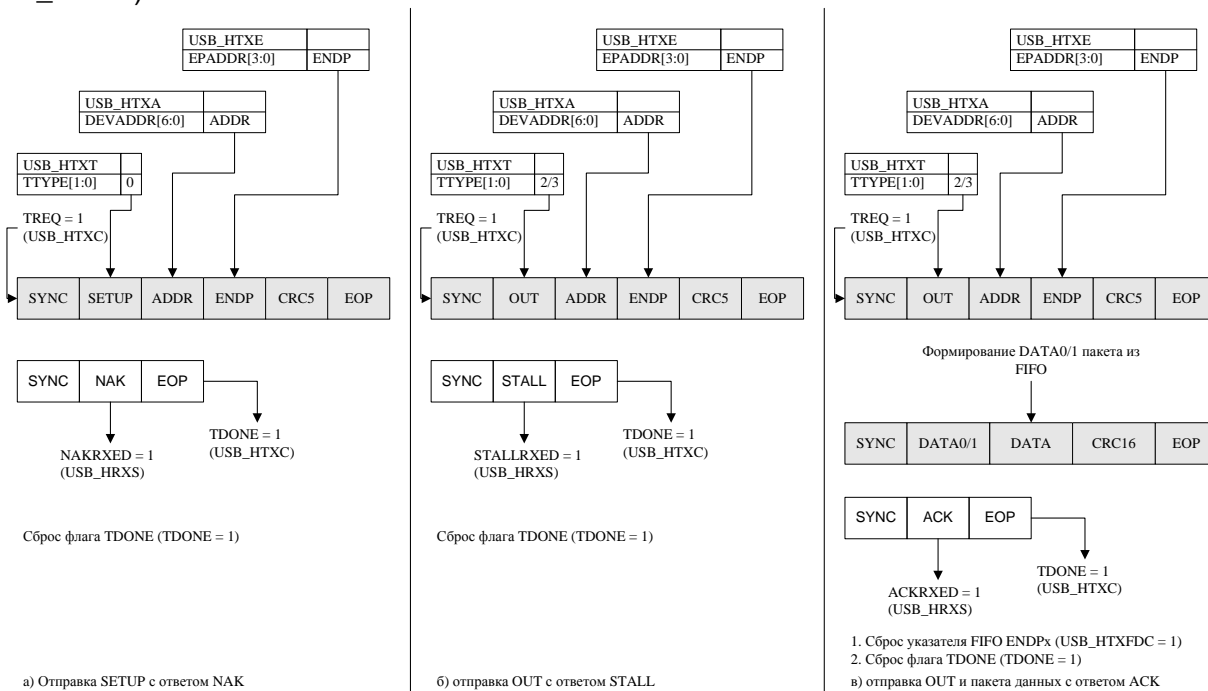 USB_HTXE
EPADDR[3:0] ENDP
USB_HTXA
DEVADDR[6:0] ADDR
USB_HTXT
TTYPE[1:0] 0
TREQ = 1
(USB_HTXC)
SYNC SETUP ADDR ENDP CRC5 EOP
SYNC NAK EOP
TDONE = 1
(USB_HTXC)
NAKRXED = 1
(USB_HRXS)
Сброс флага TDONE (TDONE = 1)
а) Отправка SETUP с ответом NAK
USB_HTXE
EPADDR[3:0] ENDP
USB_HTXA
DEVADDR[6:0] ADDR
USB_HTXT
TTYPE[1:0] 2/3
TREQ = 1
(USB_HTXC)
SYNC OUT ADDR ENDP CRC5 EOP
SYNC STALL EOP
TDONE = 1
(USB_HTXC)
STALLRXED = 1
(USB_HRXS)
Сброс флага TDONE (TDONE = 1)
б) отправка OUT с ответом STALL
USB_HTXE
EPADDR[3:0] ENDP
USB_HTXA
DEVADDR[6:0] ADDR
USB_HTXT
TTYPE[1:0] 2/3
TREQ = 1
(USB_HTXC)
SYNC OUT ADDR ENDP CRC5 EOP
Формирование DATA0/1 пакета из
FIFO
SYNC DATA0/1 DATA CRC16 EOP
SYNC ACK EOP
TDONE = 1
(USB_HTXC)
ACKRXED = 1
(USB_HRXS)
1. Сброс указателя FIFO ENDPx (USB_HTXFDC = 1)
2. Сброс флага TDONE (TDONE = 1)
в) отправка OUT и пакета данных с ответом ACK